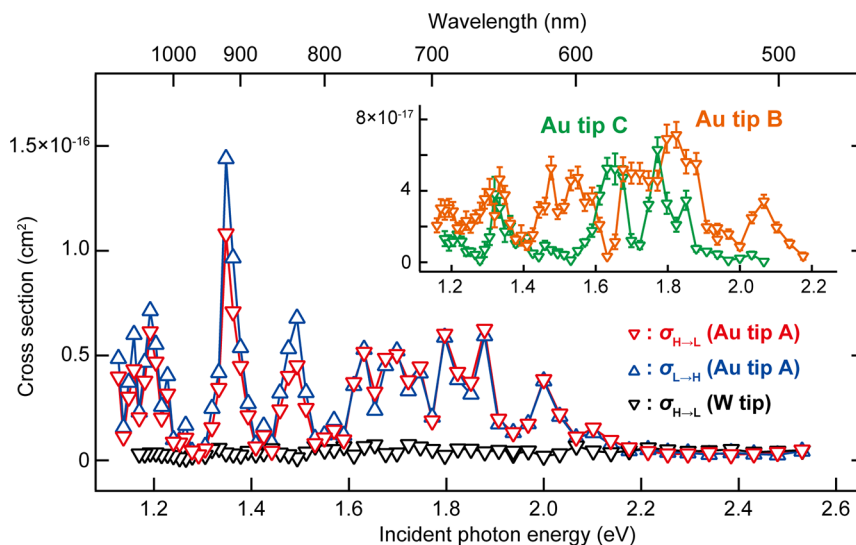 Wavelength (nm)
1000 900 800 700 600 500
8×10⁻¹⁷
Au tip C
Au tip B
4
0
1.2 1.4 1.6 1.8 2.0 2.2
1.5×10⁻¹⁶
1.0
0.5
0
Cross section (cm²)
▽ : σH→L (Au tip A)
△ : σL→H (Au tip A)
▽ : σH→L (W tip)
1.2 1.4 1.6 1.8 2.0 2.2 2.4 2.6
Incident photon energy (eV)